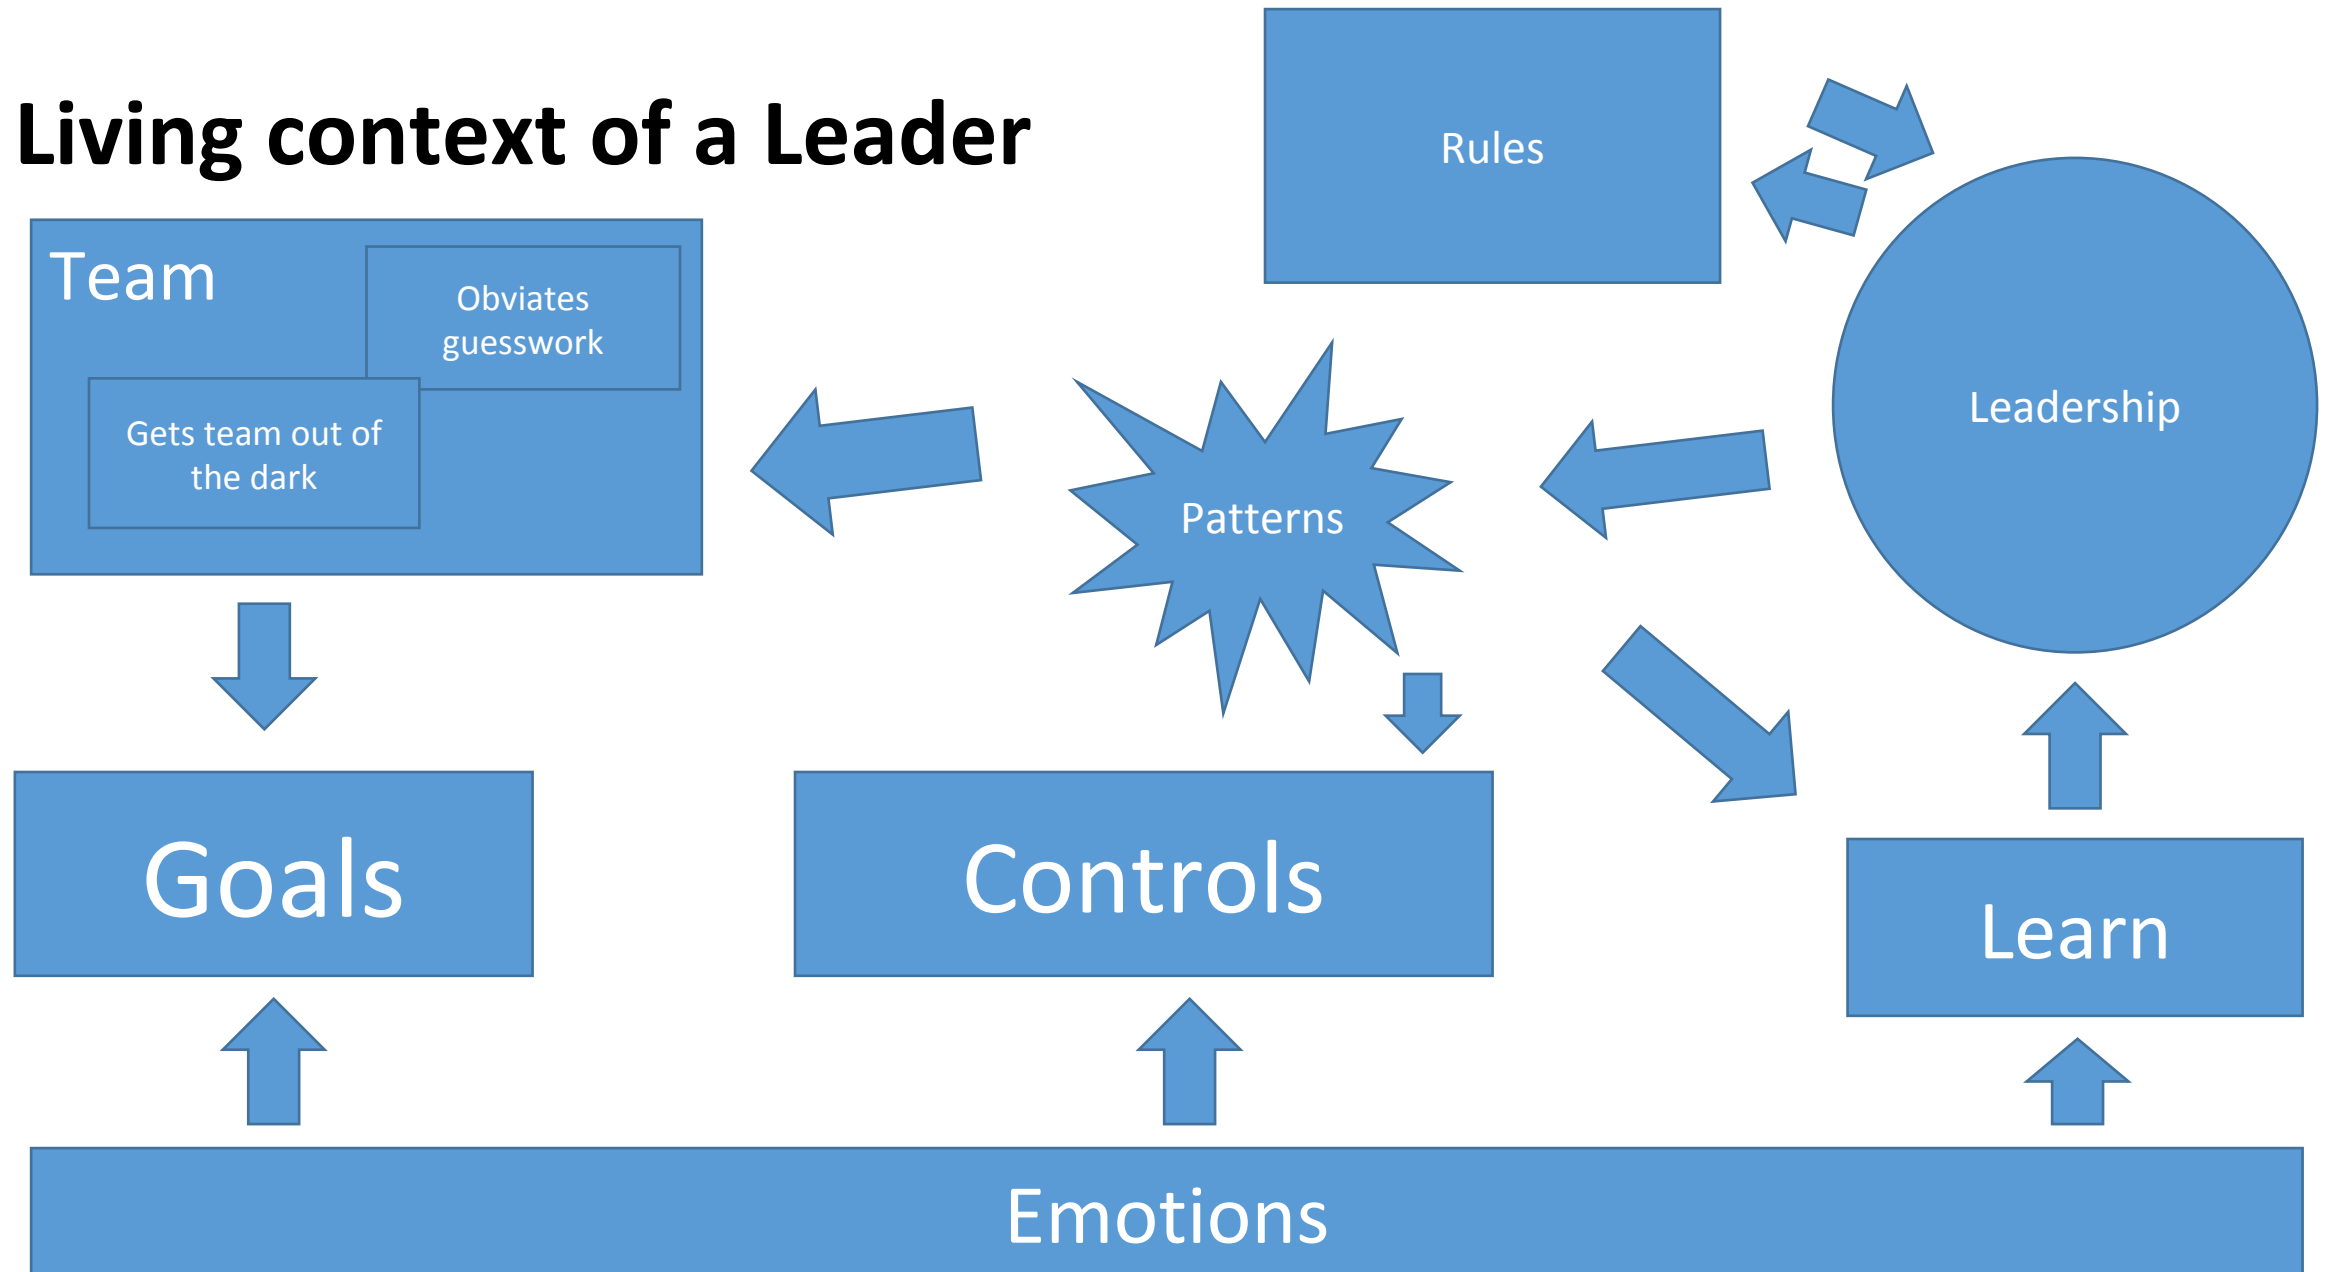 Living context of a Leader
Rules
Team
Obviates
guesswork
Gets team out of
the dark
Patterns
Leadership
Goals
Controls
Learn
Emotions